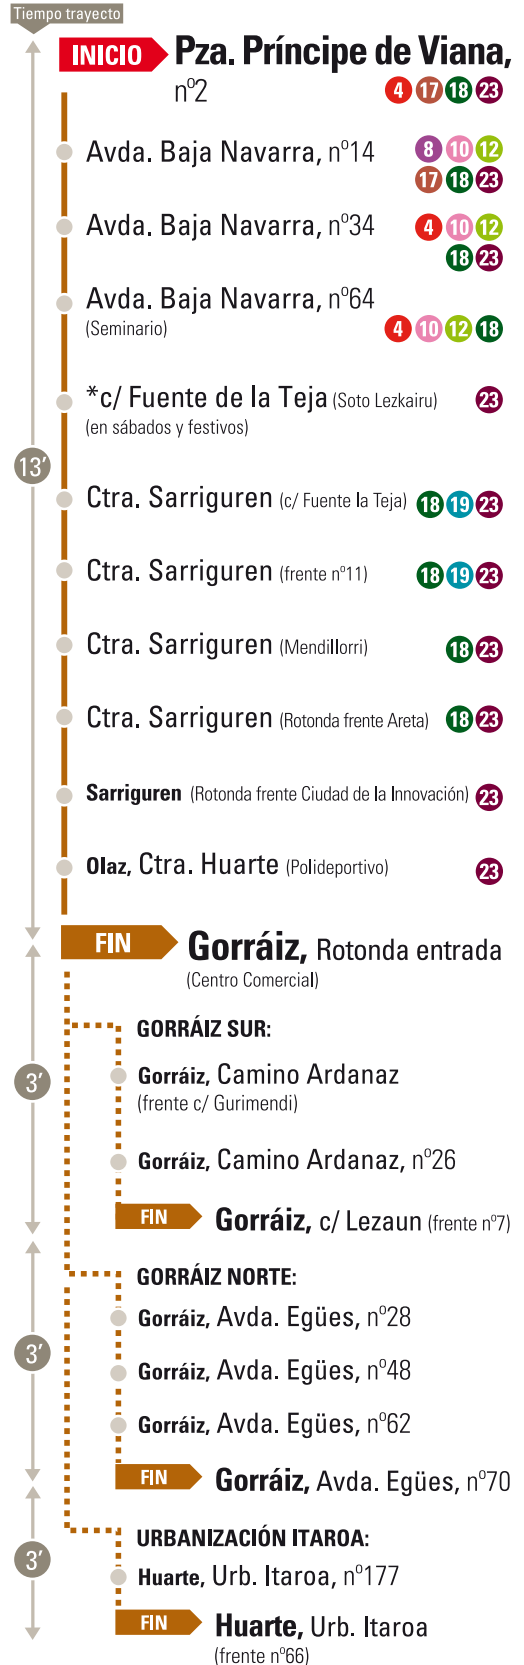 Tiempo trayecto
INICIO Pza. Príncipe de Viana,
nº2 4 17 18 23
Avda. Baja Navarra, nº14 8 10 12
17 18 23
Avda. Baja Navarra, nº34 4 10 12
18 23
Avda. Baja Navarra, nº64
(Seminario) 4 10 12 18
*c/ Fuente de la Teja (Soto Lezkairu) 23
(en sábados y festivos)
13’
Ctra. Sarriguren (c/ Fuente la Teja) 18 19 23
Ctra. Sarriguren (frente nº11) 18 19 23
Ctra. Sarriguren (Mendillorri) 18 23
Ctra. Sarriguren (Rotonda frente Areta) 18 23
Sarriguren (Rotonda frente Ciudad de la Innovación) 23
Olaz, Ctra. Huarte (Polideportivo) 23
FIN Gorráiz, Rotonda entrada
(Centro Comercial)
GORRÁIZ SUR:
3’ Gorráiz, Camino Ardanaz
(frente c/ Gurimendi)
Gorráiz, Camino Ardanaz, nº26
FIN Gorráiz, c/ Lezaun (frente nº7)
GORRÁIZ NORTE:
Gorráiz, Avda. Egües, nº28
3’ Gorráiz, Avda. Egües, nº48
Gorráiz, Avda. Egües, nº62
FIN Gorráiz, Avda. Egües, nº70
URBANIZACIÓN ITAROA:
3’ Huarte, Urb. Itaroa, nº177
FIN Huarte, Urb. Itaroa
(frente nº66)